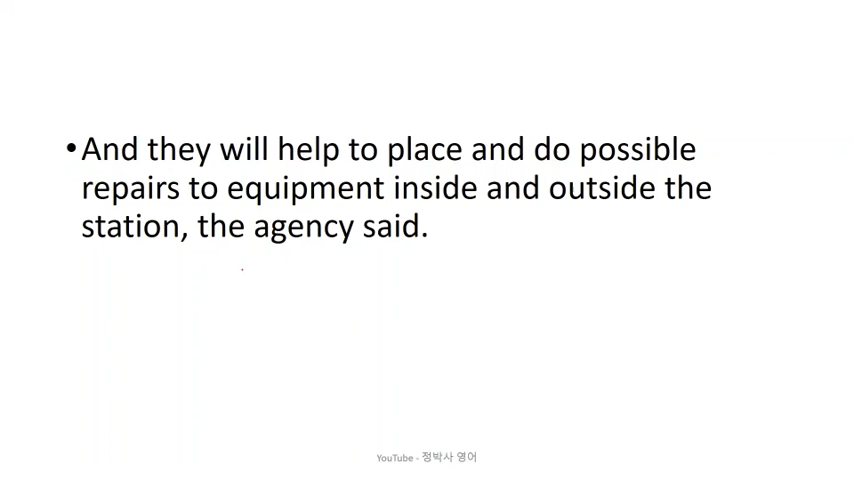 •And they will help to place and do possible
repairs to equipment inside and outside the
station, the agency said.
YouTube - 정박사 영어